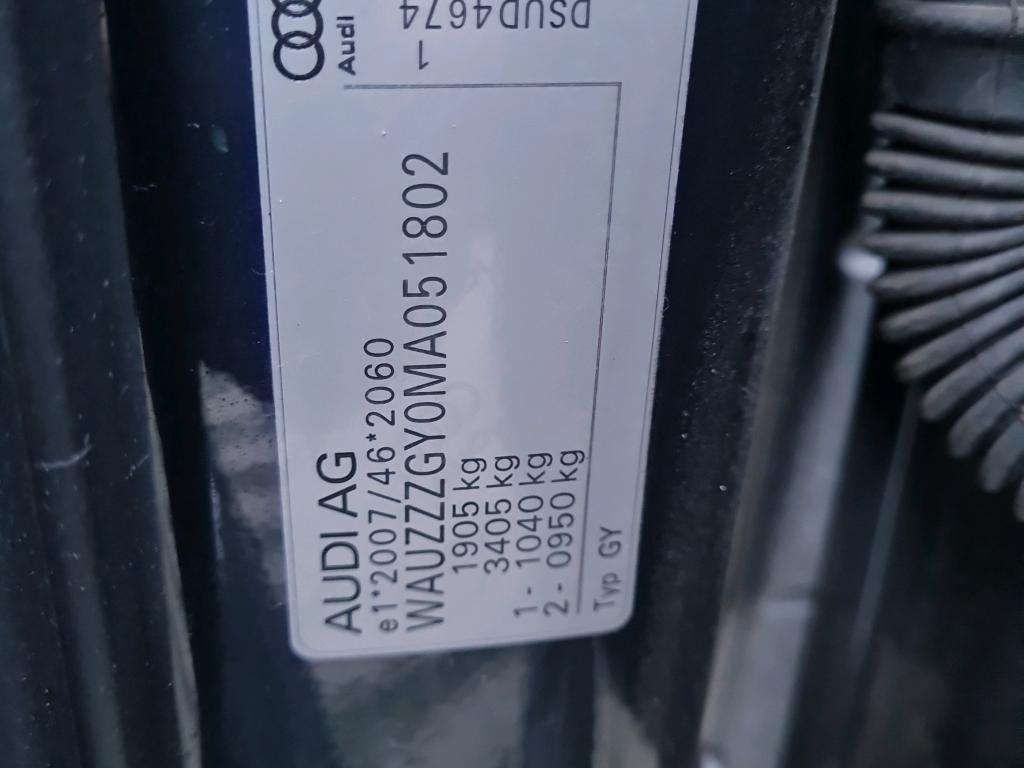 AUDI AG
e1*2007/46*2060
WAUZZZGY0MA051802
1905 kg
3405 kg
1 - 1040 kg
2 - 0950 kg
Typ GY
Audi
DSUD4674